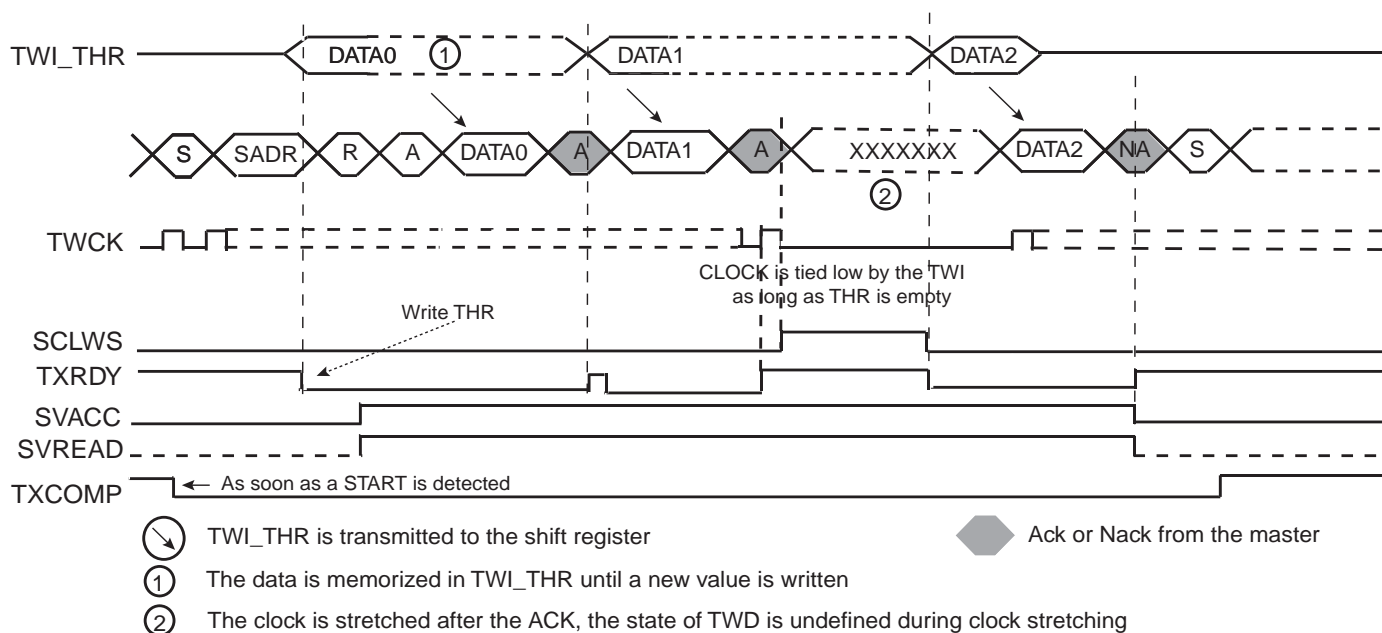 TWI_THR DATA0 1 DATA1 DATA2
S SADR R A DATA0 A DATA1 A XXXXXXX DATA2 NA S
2
TWCK
CLOCK is tied low by the TWI
as long as THR is empty
Write THR
SCLWS
TXRDY
SVACC
SVREAD
TXCOMP As soon as a START is detected
TWI_THR is transmitted to the shift register Ack or Nack from the master
1 The data is memorized in TWI_THR until a new value is written
2 The clock is stretched after the ACK, the state of TWD is undefined during clock stretching